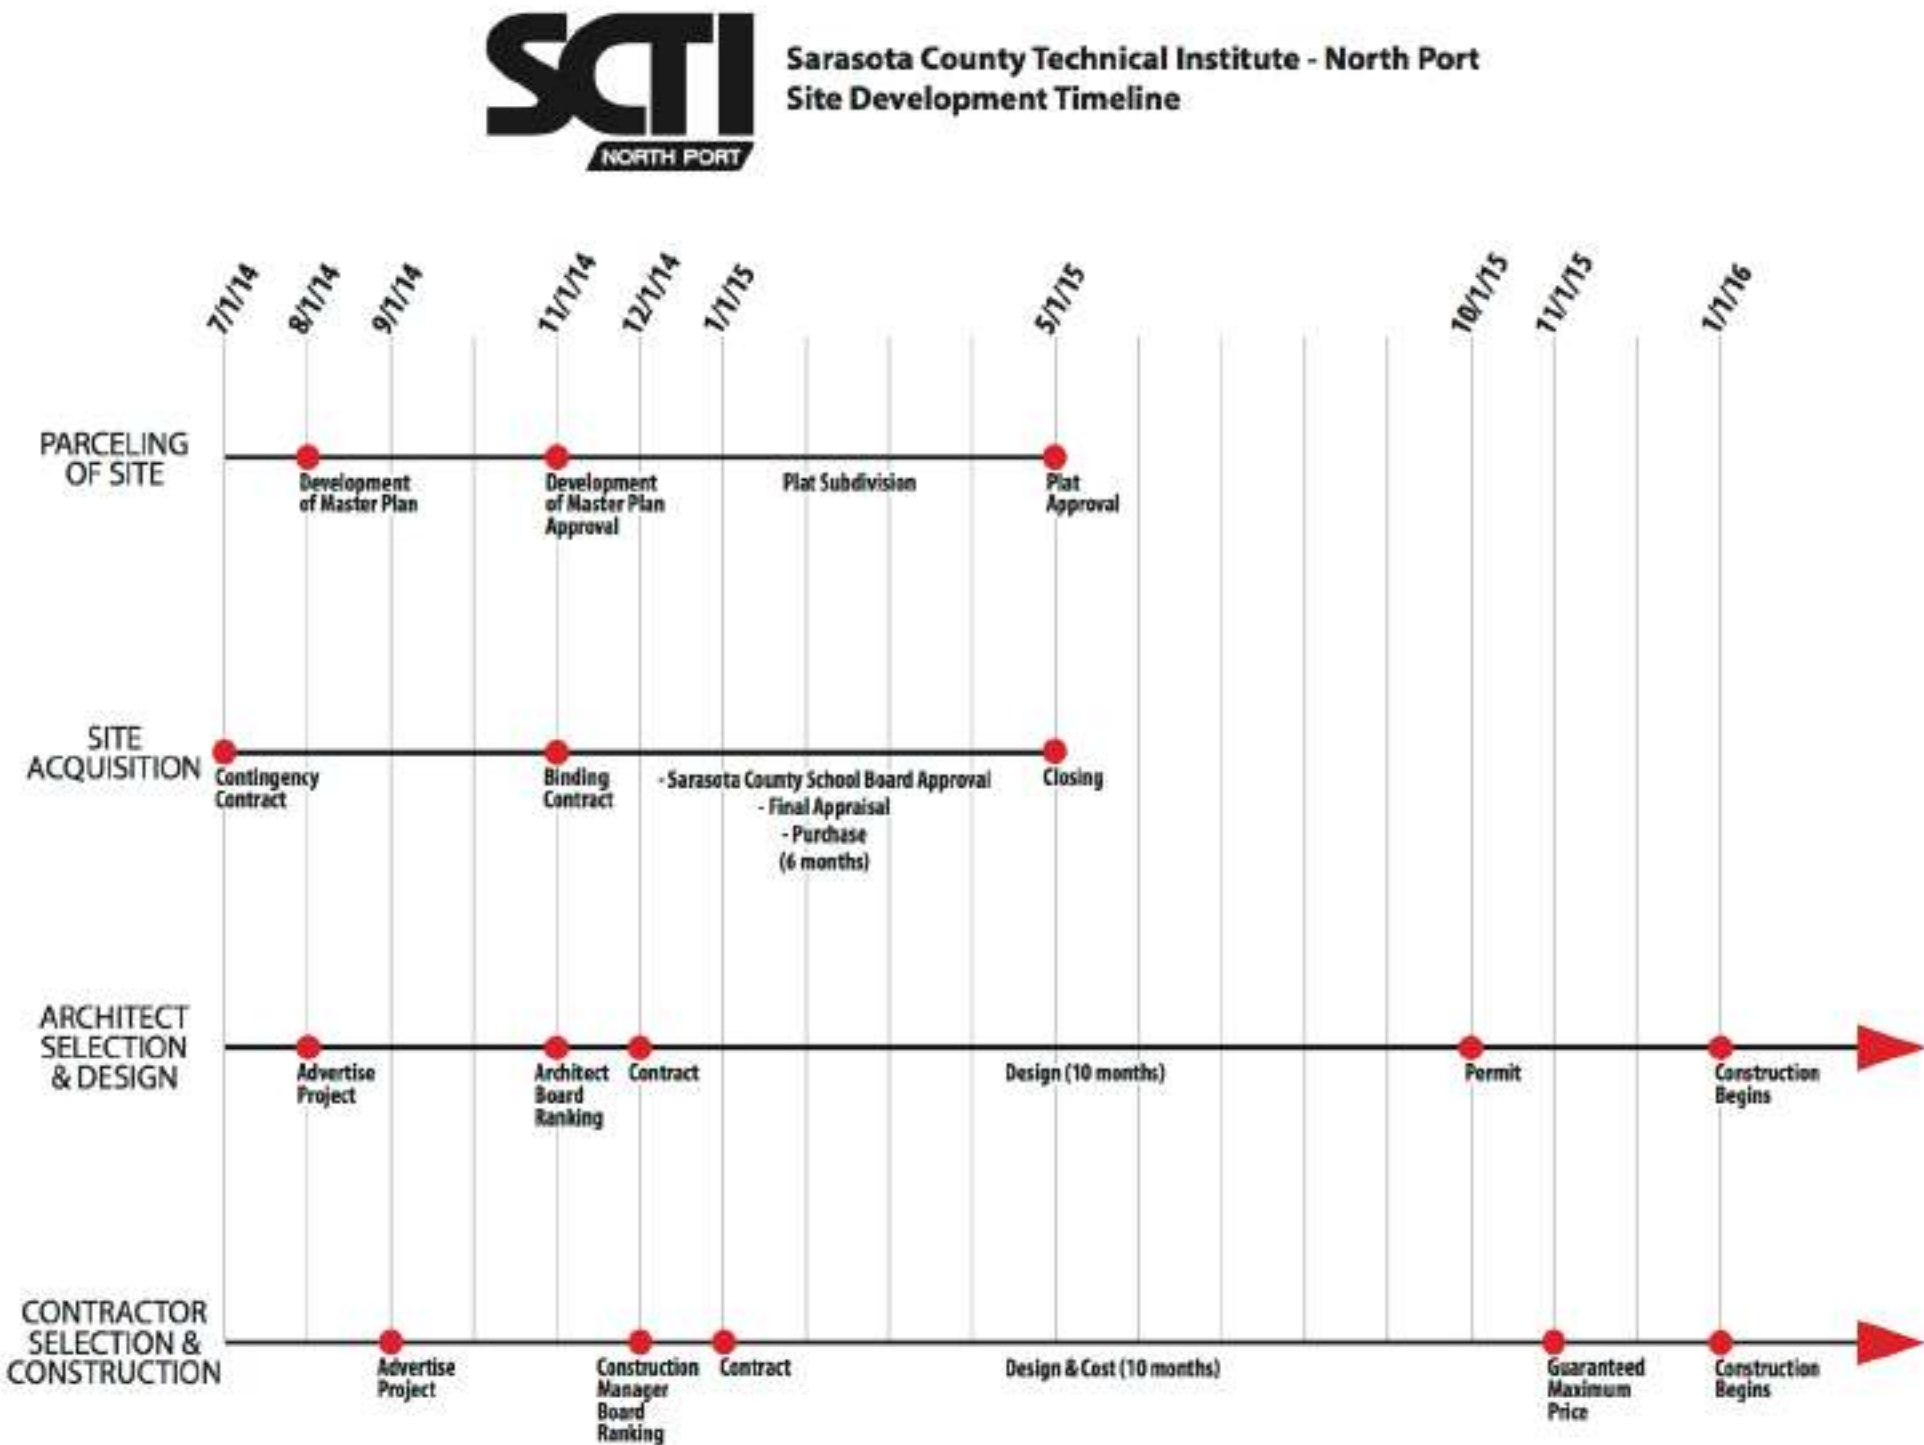 SCTI
NORTH PORT
Sarasota County Technical Institute - North Port
Site Development Timeline
7/1/14
8/1/14
9/1/14
11/1/14
12/1/14
1/1/15
5/1/15
10/1/15
11/1/15
1/1/16
PARCELING
OF SITE
Development
of Master Plan
Development
of Master Plan
Approval
Plat Subdivision
Plat
Approval
SITE
ACQUISITION
Contingency
Contract
Binding
Contract
- Sarasota County School Board Approval
- Final Appraisal
- Purchase
(6 months)
Closing
ARCHITECT
SELECTION
& DESIGN
Advertise
Project
Architect
Board
Ranking
Contract
Design (10 months)
Permit
Construction
Begins
CONTRACTOR
SELECTION &
CONSTRUCTION
Advertise
Project
Construction
Manager
Board
Ranking
Contract
Design & Cost (10 months)
Guaranteed
Maximum
Price
Construction
Begins